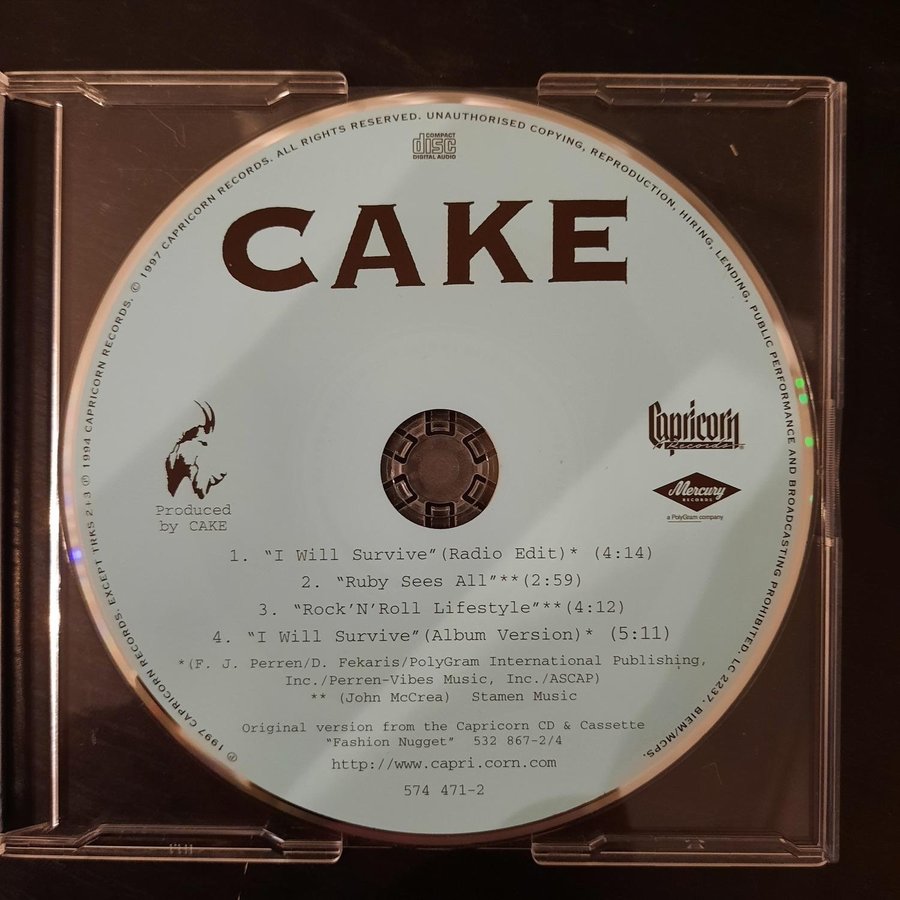 ℗ 1997 CAPRICORN RECORDS. EXCEPT TRKS 2+3 ℗ 1994 CAPRICORN RECORDS. © 1997 CAPRICORN RECORDS. ALL RIGHTS RESERVED. UNAUTHORISED COPYING, REPRODUCTION, HIRING, LENDING, PUBLIC PERFORMANCE AND BROADCASTING PROHIBITED. LC 2237. BIEM/MCPS.
COMPACT
disc
DIGITAL AUDIO
CAKE
Capricorn
Records
Mercury
RECORDS
a PolyGram company
Produced
by CAKE
1. "I Will Survive"(Radio Edit)* (4:14)
2. "Ruby Sees All"**(2:59)
3. "Rock'N'Roll Lifestyle"**(4:12)
4. "I Will Survive"(Album Version)* (5:11)
*(F. J. Perren/D. Fekaris/PolyGram International Publishing,
Inc./Perren-Vibes Music, Inc./ASCAP)
** (John McCrea) Stamen Music
Original version from the Capricorn CD & Cassette
"Fashion Nugget" 532 867-2/4
http://www.capri.corn.com
574 471-2